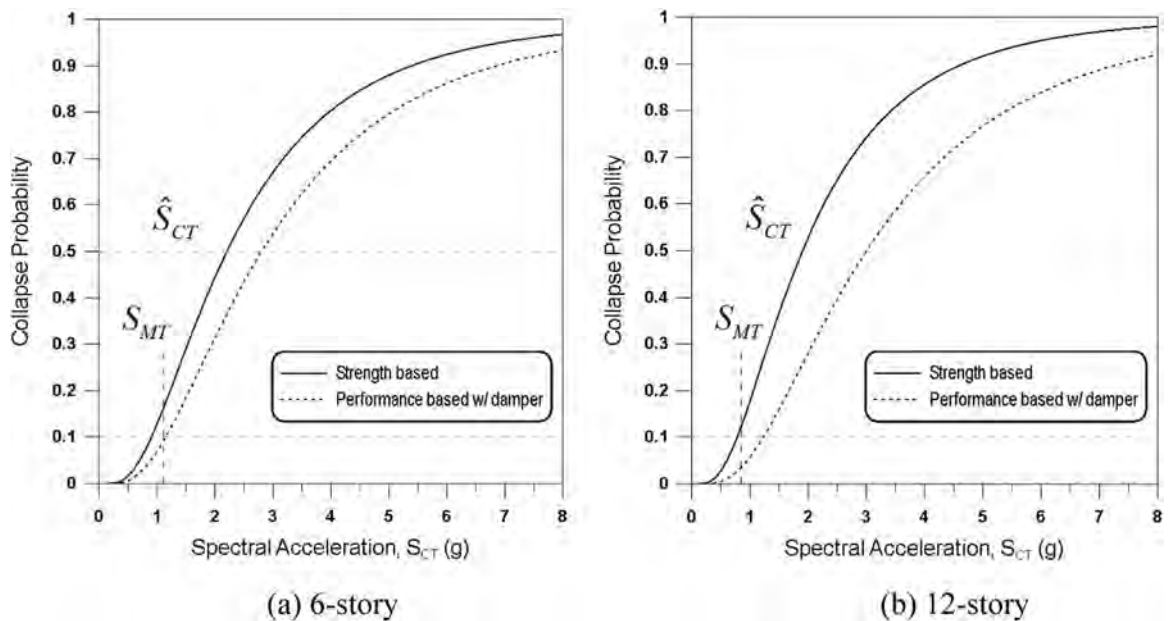 1
0.9
0.8
0.7
0.6
0.5
0.4
0.3
0.2
0.1
0
Collapse Probability
Ŝ_CT
S_MT
Strength based
Performance based w/ damper
0 1 2 3 4 5 6 7 8
Spectral Acceleration, S_CT (g)
(a) 6-story
1
0.9
0.8
0.7
0.6
0.5
0.4
0.3
0.2
0.1
0
Collapse Probability
Ŝ_CT
S_MT
Strength based
Performance based w/ damper
0 1 2 3 4 5 6 7 8
Spectral Acceleration, S_CT (g)
(b) 12-story